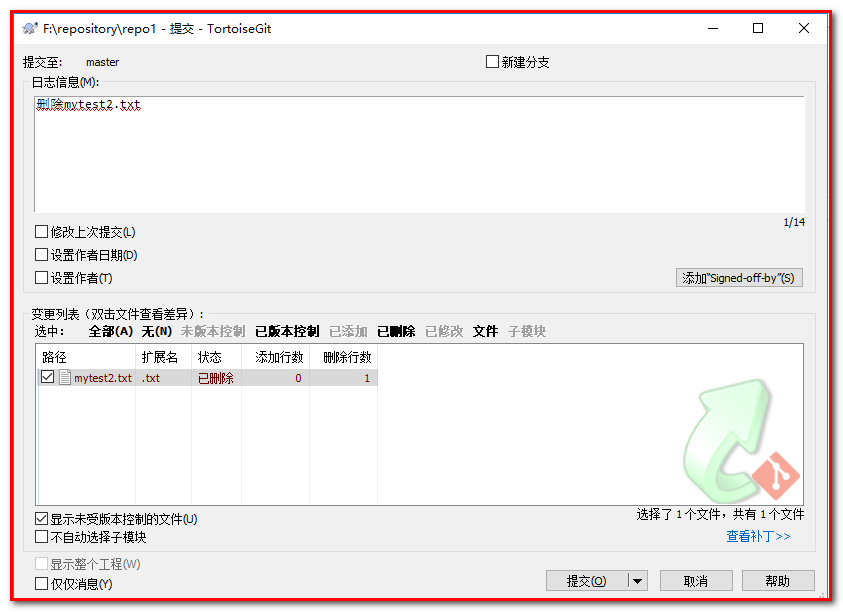 F:\repository\repo1 - 提交 - TortoiseGit
提交至: master 新建分支
日志信息(M):
删除mytest2.txt
1/14
修改上次提交(L)
设置作者日期(D)
设置作者(T) 添加"Signed-off-by"(S)
变更列表（双击文件查看差异）:
选中: 全部(A) 无(N) 未版本控制 已版本控制 已添加 已删除 已修改 文件 子模块
路径 扩展名 状态 添加行数 删除行数
mytest2.txt .txt 已删除 0 1
显示未受版本控制的文件(U) 选择了 1 个文件，共有 1 个文件
不自动选择子模块 查看补丁>>
显示整个工程(W)
仅仅消息(Y) 提交(O) 取消 帮助